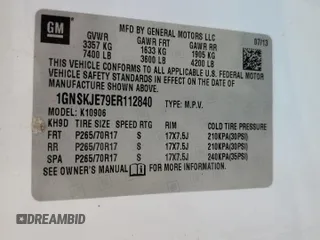 GM
MFD BY GENERAL MOTORS LLC
07/13
GVWR GAWR FRT GAWR RR
3357 KG 1633 KG 1905 KG
7400 LB 3600 LB 4200 LB
THIS VEHICLE CONFORMS TO ALL APPLICABLE U.S. FEDERAL MOTOR
VEHICLE SAFETY AND THEFT PREVENTION STANDARDS IN EFFECT ON THE DATE OF
MANUFACTURE SHOWN ABOVE.
1GNSKJE79ER112840 TYPE: M.P.V.
MODEL: K10906
KH9D TIRE SIZE SPEED RTG RIM COLD TIRE PRESSURE
FRT P265/70R17 S 17X7.5J 210KPA(30PSI)
RR P265/70R17 S 17X7.5J 210KPA(30PSI)
SPA P265/70R17 S 17X7.5J 240KPA(35PSI)
SEE OWNER'S MANUAL FOR MORE INFORMATION.
DREAMBID